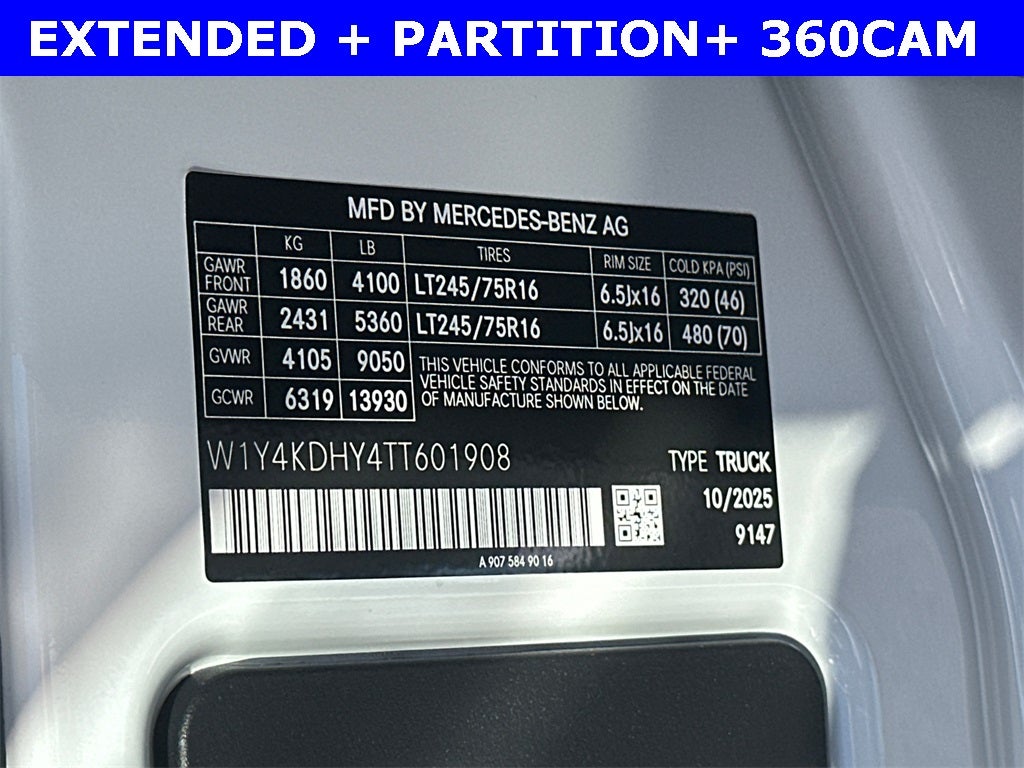 EXTENDED + PARTITION+ 360CAM
MFD BY MERCEDES-BENZ AG
KG LB TIRES RIM SIZE COLD KPA (PSI)
GAWR FRONT 1860 4100 LT245/75R16 6.5Jx16 320 (46)
GAWR REAR 2431 5360 LT245/75R16 6.5Jx16 480 (70)
GVWR 4105 9050
GCWR 6319 13930
THIS VEHICLE CONFORMS TO ALL APPLICABLE FEDERAL
VEHICLE SAFETY STANDARDS IN EFFECT ON THE DATE
OF MANUFACTURE SHOWN BELOW.
W1Y4KDHY4TT601908
TYPE TRUCK
10/2025
9147
A 907 584 90 16